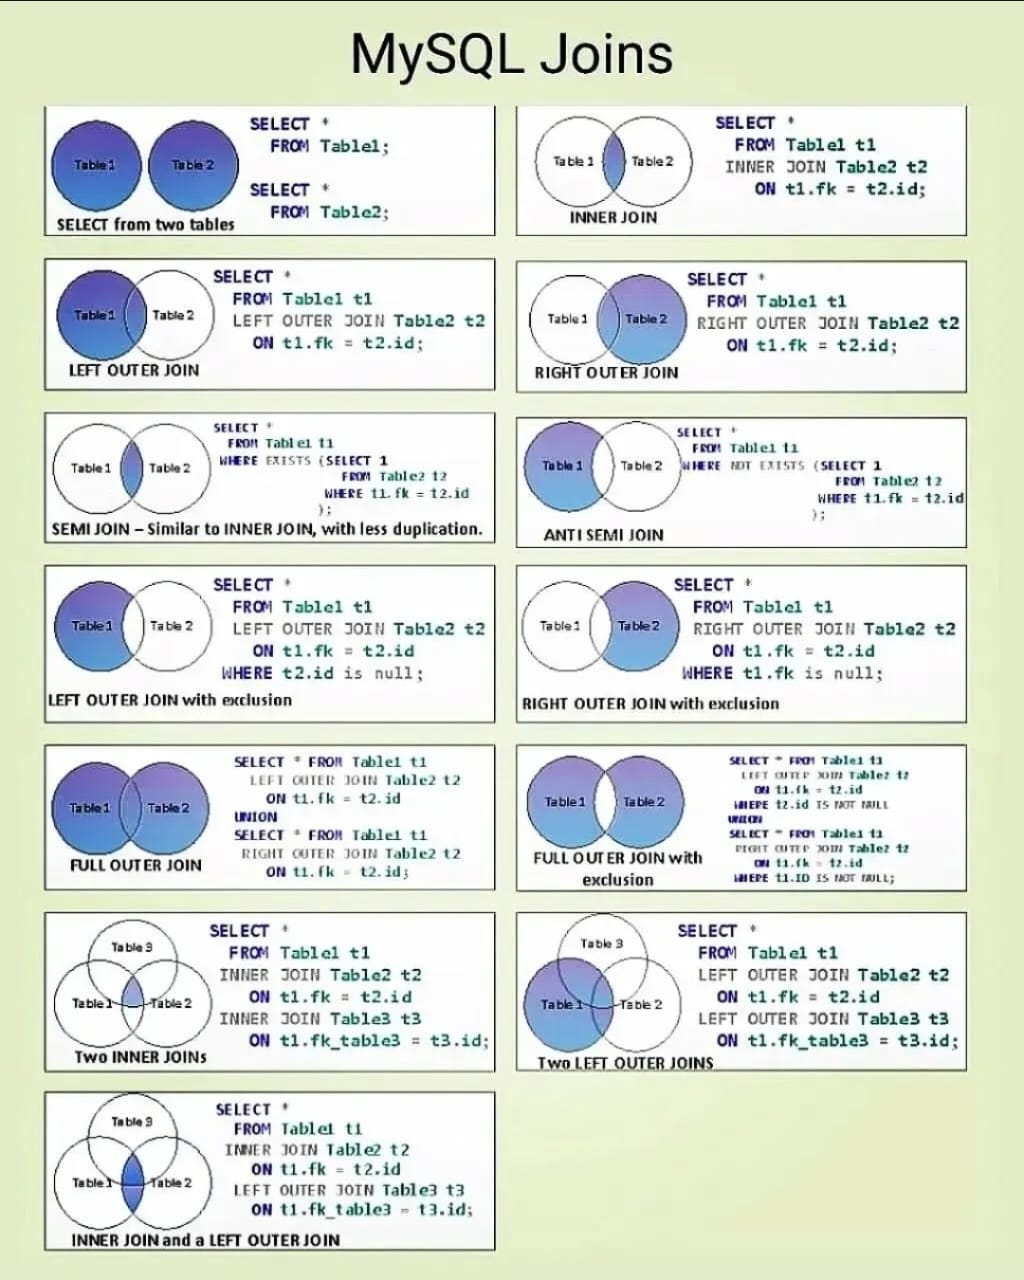 MySQL Joins
Table 1
Table 2
SELECT *
FROM Table1;
SELECT *
FROM Table2;
SELECT from two tables
Table 1
Table 2
SELECT *
FROM Table1 t1
INNER JOIN Table2 t2
ON t1.fk = t2.id;
INNER JOIN
Table 1
Table 2
SELECT *
FROM Table1 t1
LEFT OUTER JOIN Table2 t2
ON t1.fk = t2.id;
LEFT OUTER JOIN
Table 1
Table 2
SELECT *
FROM Table1 t1
RIGHT OUTER JOIN Table2 t2
ON t1.fk = t2.id;
RIGHT OUTER JOIN
Table 1
Table 2
SELECT *
FROM Table1 t1
WHERE EXISTS (SELECT 1
FROM Table2 t2
WHERE t1.fk = t2.id
);
SEMI JOIN – Similar to INNER JOIN, with less duplication.
Table 1
Table 2
SELECT *
FROM Table1 t1
WHERE NOT EXISTS (SELECT 1
FROM Table2 t2
WHERE t1.fk = t2.id
);
ANTI SEMI JOIN
Table 1
Table 2
SELECT *
FROM Table1 t1
LEFT OUTER JOIN Table2 t2
ON t1.fk = t2.id
WHERE t2.id is null;
LEFT OUTER JOIN with exclusion
Table 1
Table 2
SELECT *
FROM Table1 t1
RIGHT OUTER JOIN Table2 t2
ON t1.fk = t2.id
WHERE t1.fk is null;
RIGHT OUTER JOIN with exclusion
Table 1
Table 2
SELECT * FROM Table1 t1
LEFT OUTER JOIN Table2 t2
ON t1.fk = t2.id
UNION
SELECT * FROM Table1 t1
RIGHT OUTER JOIN Table2 t2
ON t1.fk = t2.id;
FULL OUTER JOIN
Table 1
Table 2
SELECT * FROM Table1 t1
LEFT OUTER JOIN Table2 t2
ON t1.fk = t2.id
WHERE t2.id IS NOT NULL
UNION
SELECT * FROM Table1 t1
RIGHT OUTER JOIN Table2 t2
ON t1.fk = t2.id
WHERE t1.ID IS NOT NULL;
FULL OUTER JOIN with
exclusion
Table 3
Table 1
Table 2
SELECT *
FROM Table1 t1
INNER JOIN Table2 t2
ON t1.fk = t2.id
INNER JOIN Table3 t3
ON t1.fk_table3 = t3.id;
Two INNER JOINs
Table 3
Table 1
Table 2
SELECT *
FROM Table1 t1
LEFT OUTER JOIN Table2 t2
ON t1.fk = t2.id
LEFT OUTER JOIN Table3 t3
ON t1.fk_table3 = t3.id;
Two LEFT OUTER JOINS
Table 3
Table 1
Table 2
SELECT *
FROM Table1 t1
INNER JOIN Table2 t2
ON t1.fk = t2.id
LEFT OUTER JOIN Table3 t3
ON t1.fk_table3 = t3.id;
INNER JOIN and a LEFT OUTER JOIN